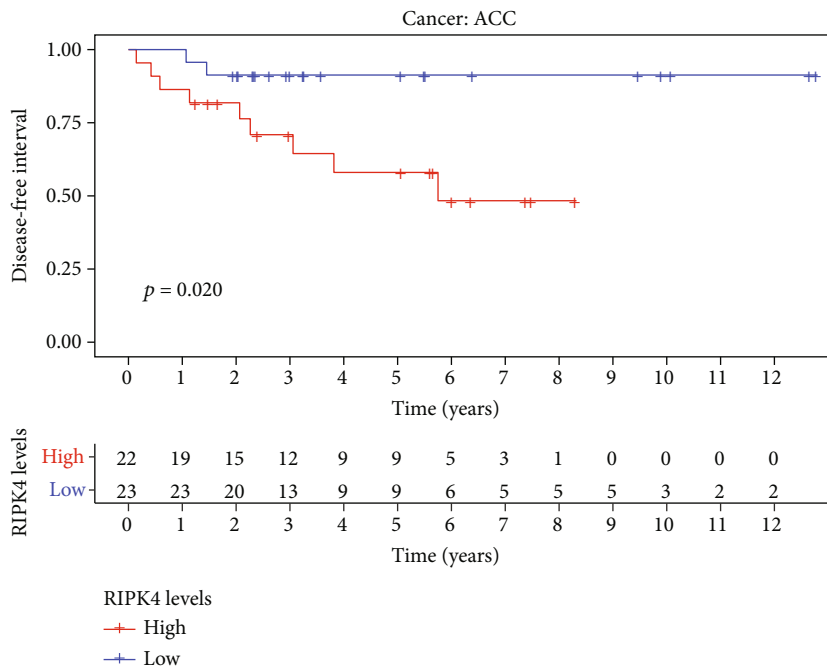 Cancer: ACC
Disease-free interval
1.00
0.75
0.50
0.25
0.00
p = 0.020
0 1 2 3 4 5 6 7 8 9 10 11 12
Time (years)
RIPK4 levels
High 22 19 15 12 9 9 5 3 1 0 0 0 0
Low 23 23 20 13 9 9 6 5 5 5 3 2 2
0 1 2 3 4 5 6 7 8 9 10 11 12
Time (years)
RIPK4 levels
High
Low